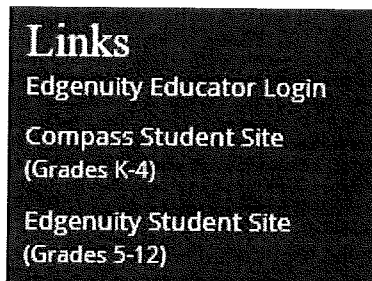 Links
Edgenuity Educator Login
Compass Student Site
(Grades K-4)
Edgenuity Student Site
(Grades 5-12)